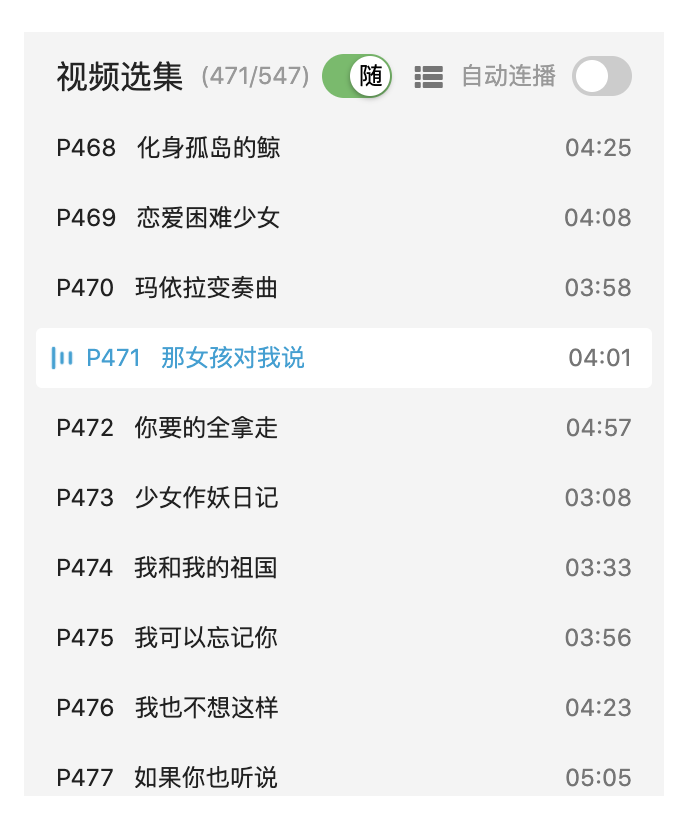 视频选集 (471/547) 随 自动连播
P468 化身孤岛的鲸 04:25
P469 恋爱困难少女 04:08
P470 玛依拉变奏曲 03:58
P471 那女孩对我说 04:01
P472 你要的全拿走 04:57
P473 少女作妖日记 03:08
P474 我和我的祖国 03:33
P475 我可以忘记你 03:56
P476 我也不想这样 04:23
P477 如果你也听说 05:05